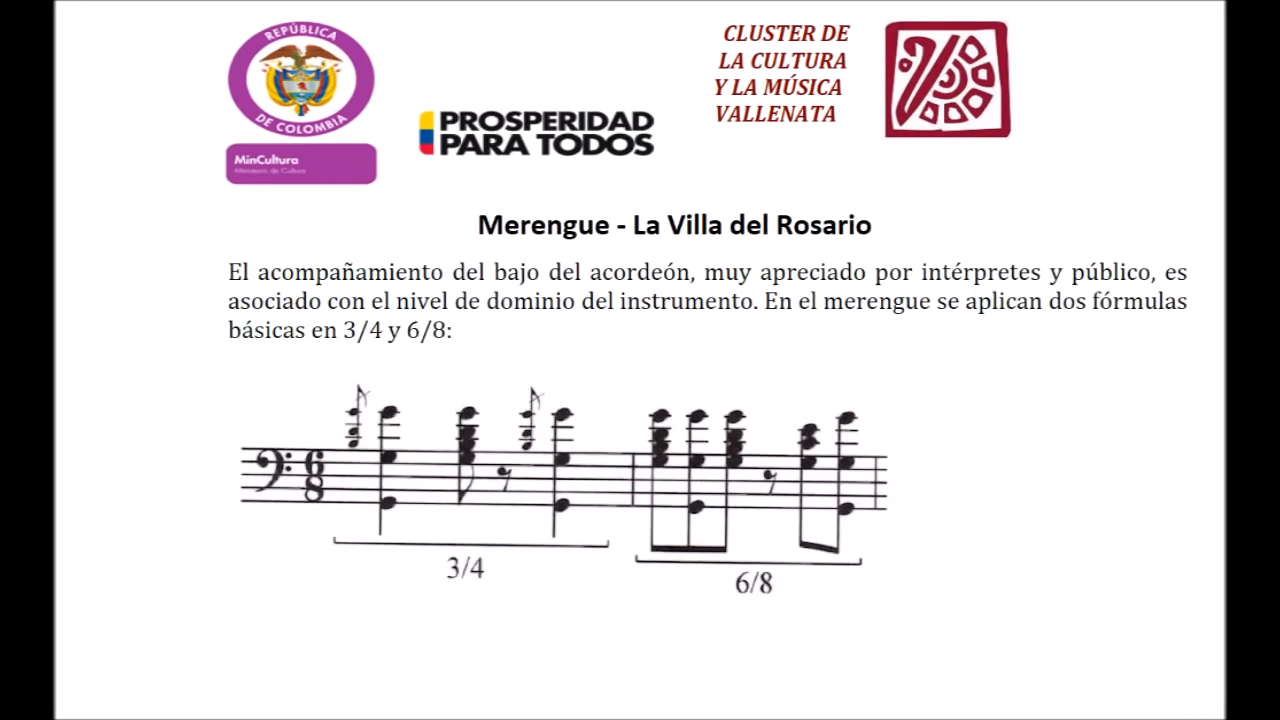 REPÚBLICA
DE COLOMBIA
MinCultura
Ministerio de Cultura
PROSPERIDAD
PARA TODOS
CLUSTER DE
LA CULTURA
Y LA MÚSICA
VALLENATA
Merengue - La Villa del Rosario
El acompañamiento del bajo del acordeón, muy apreciado por intérpretes y público, es
asociado con el nivel de dominio del instrumento. En el merengue se aplican dos fórmulas
básicas en 3/4 y 6/8:
6
8
3/4
6/8